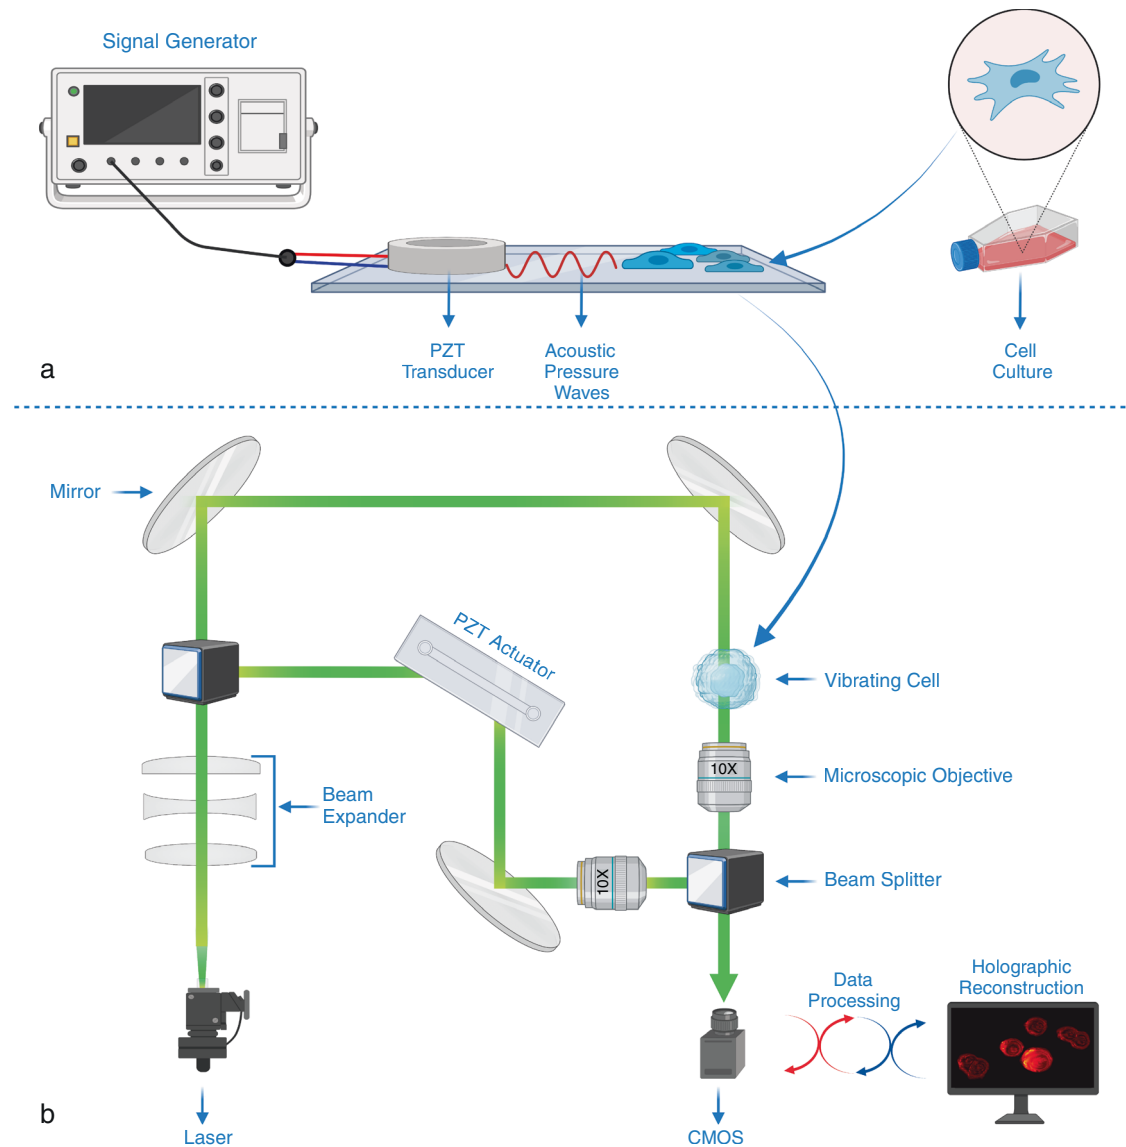 Signal Generator
PZT
Transducer
Acoustic
Pressure
Waves
Cell
Culture
a
Mirror
PZT Actuator
Vibrating Cell
10X
Microscopic Objective
Beam
Expander
10X
Beam Splitter
Data
Processing
Holographic
Reconstruction
b
Laser
CMOS